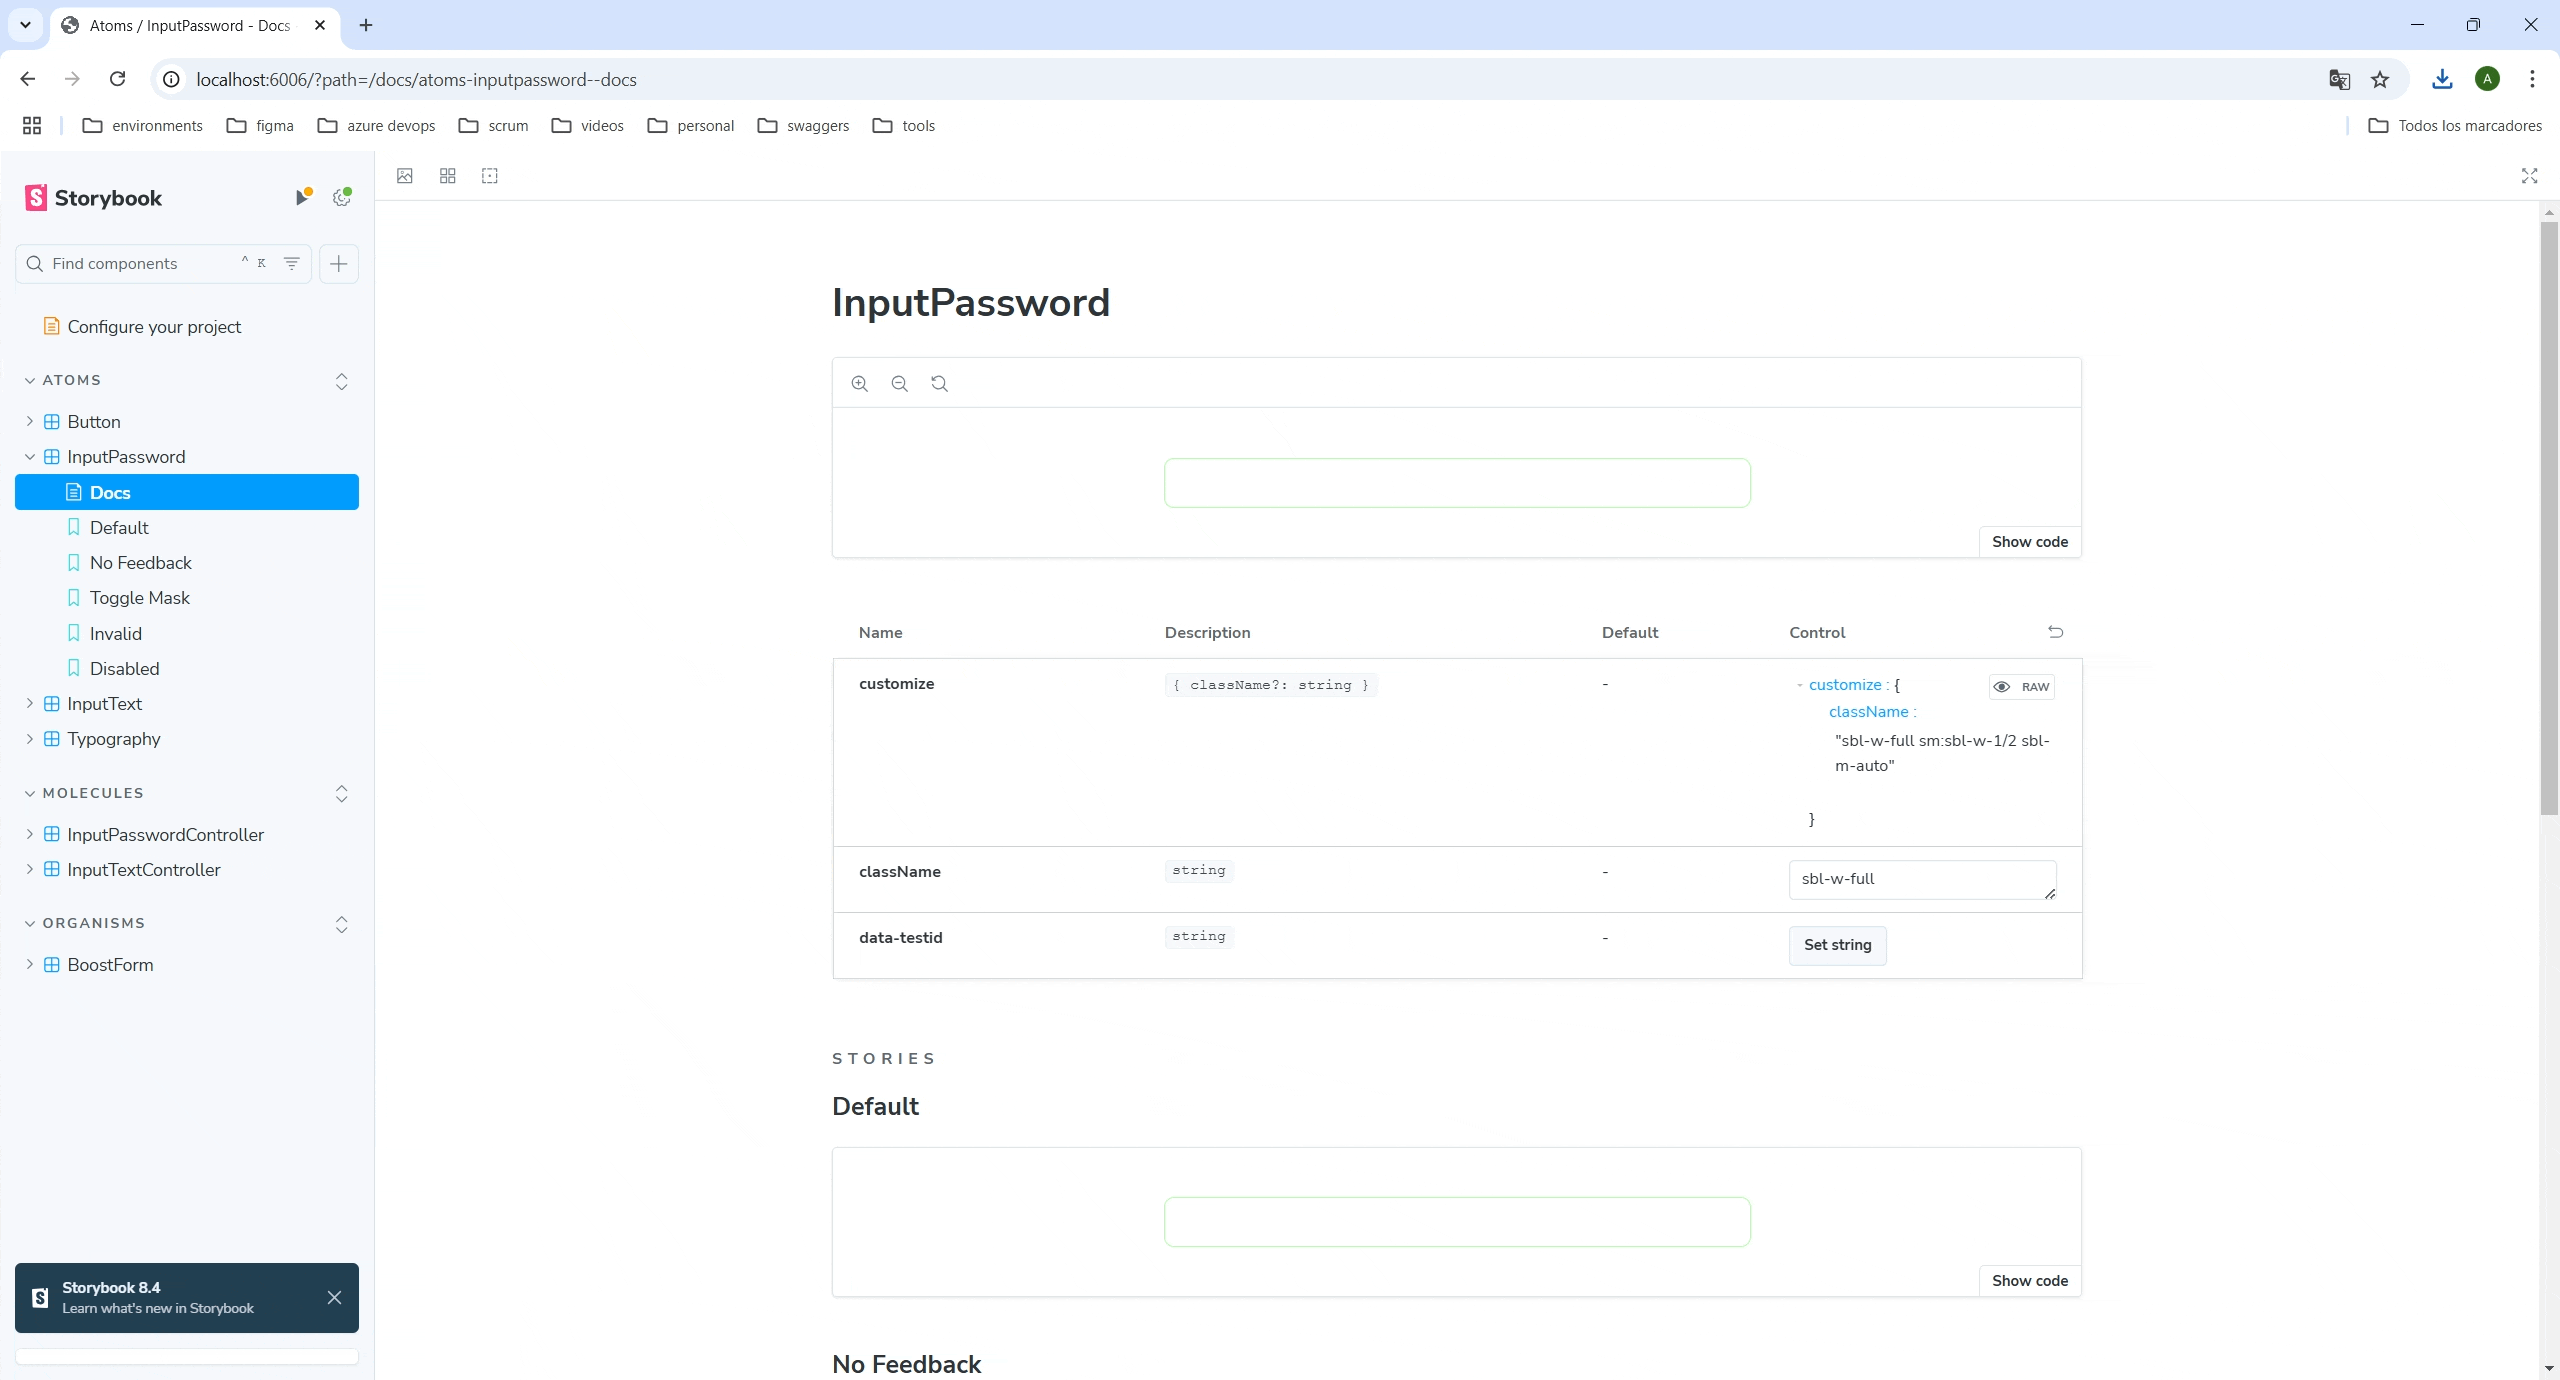 Atoms / InputPassword - Docs
localhost:6006/?path=/docs/atoms-inputpassword--docs
A
environments
figma
azure devops
scrum
videos
personal
swaggers
tools
Todos los marcadores
Storybook
Find components
^ K
Configure your project
ATOMS
Button
InputPassword
Docs
Default
No Feedback
Toggle Mask
Invalid
Disabled
InputText
Typography
MOLECULES
InputPasswordController
InputTextController
ORGANISMS
BoostForm
Storybook 8.4
Learn what's new in Storybook
InputPassword
Show code
Name Description Default Control
customize { className?: string } - customize : { RAW
className :
"sbl-w-full sm:sbl-w-1/2 sbl-
m-auto"
}
className string - sbl-w-full
data-testid string - Set string
STORIES
Default
Show code
No Feedback